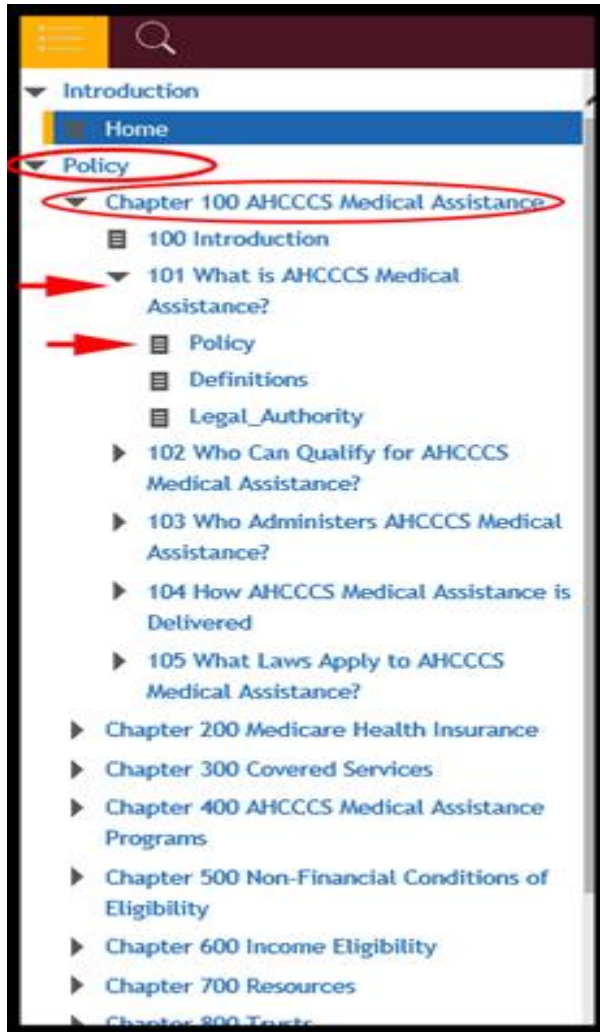 Introduction
Home
Policy
Chapter 100 AHCCCS Medical Assistance
100 Introduction
101 What is AHCCCS Medical
Assistance?
Policy
Definitions
Legal_Authority
102 Who Can Qualify for AHCCCS
Medical Assistance?
103 Who Administers AHCCCS Medical
Assistance?
104 How AHCCCS Medical Assistance is
Delivered
105 What Laws Apply to AHCCCS
Medical Assistance?
Chapter 200 Medicare Health Insurance
Chapter 300 Covered Services
Chapter 400 AHCCCS Medical Assistance
Programs
Chapter 500 Non-Financial Conditions of
Eligibility
Chapter 600 Income Eligibility
Chapter 700 Resources
Chapter 800 Trusts